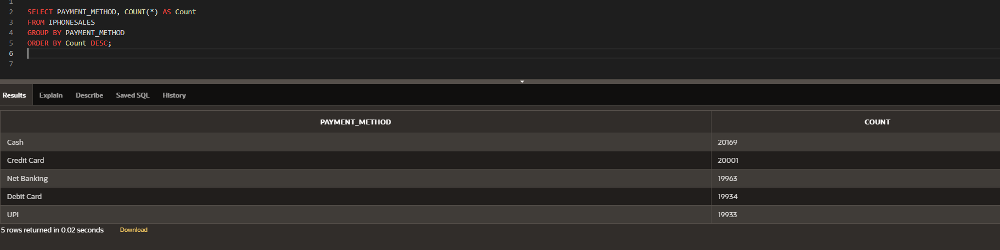 1
2 SELECT PAYMENT_METHOD, COUNT(*) AS Count
3 FROM IPHONESALES
4 GROUP BY PAYMENT_METHOD
5 ORDER BY Count DESC;
6
7
Results Explain Describe Saved SQL History
PAYMENT_METHOD COUNT
Cash 20169
Credit Card 20001
Net Banking 19963
Debit Card 19934
UPI 19933
5 rows returned in 0.02 seconds Download